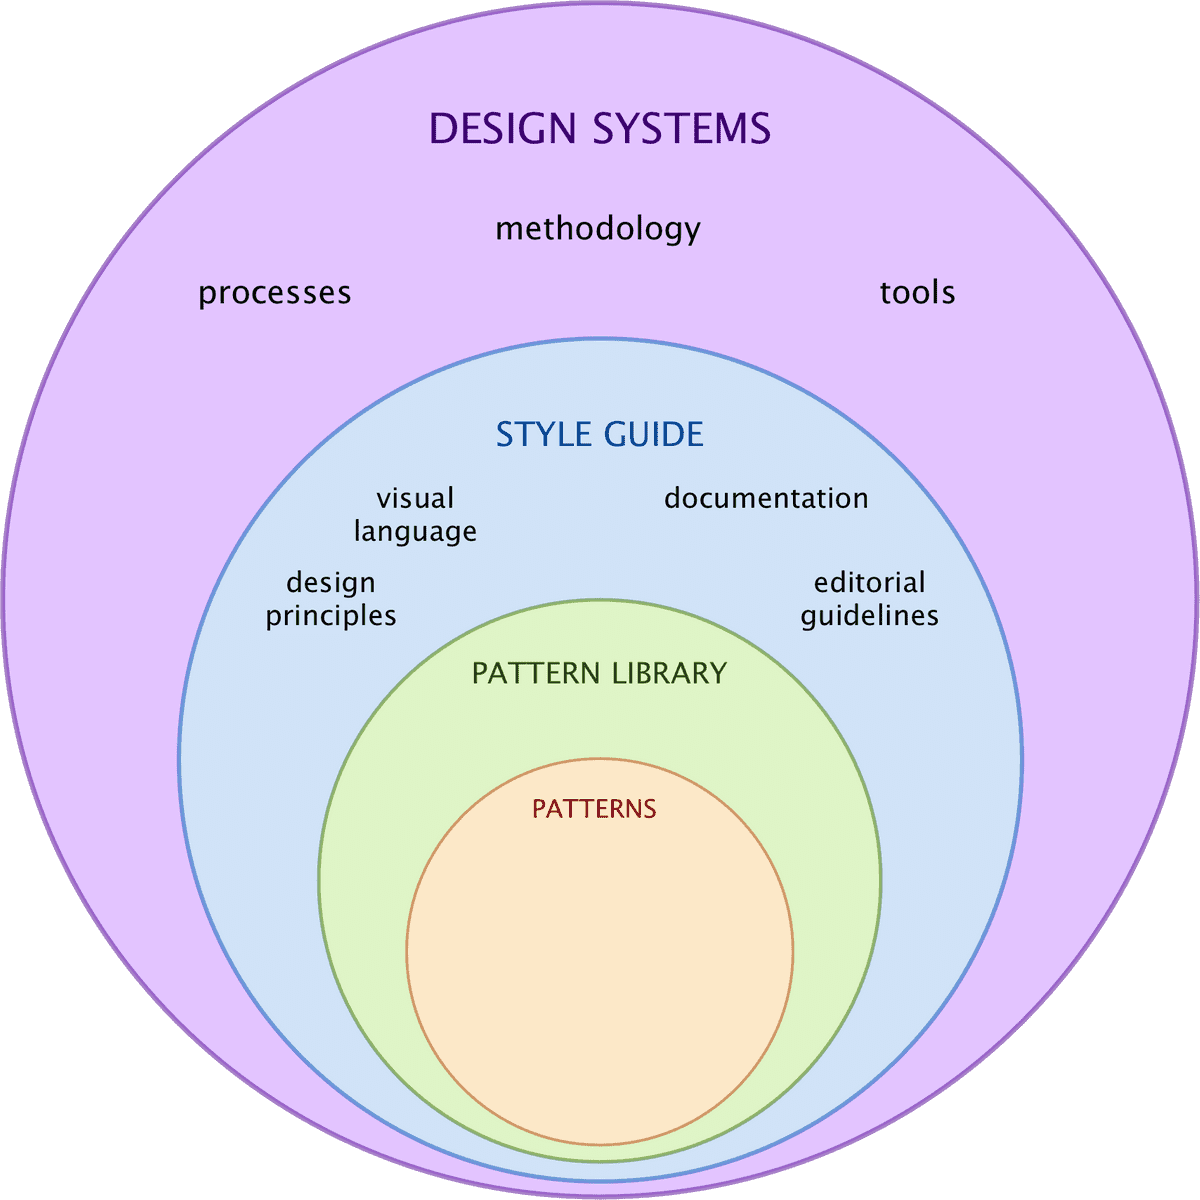 DESIGN SYSTEMS
methodology
processes
tools
STYLE GUIDE
visual
language
documentation
design
principles
editorial
guidelines
PATTERN LIBRARY
PATTERNS